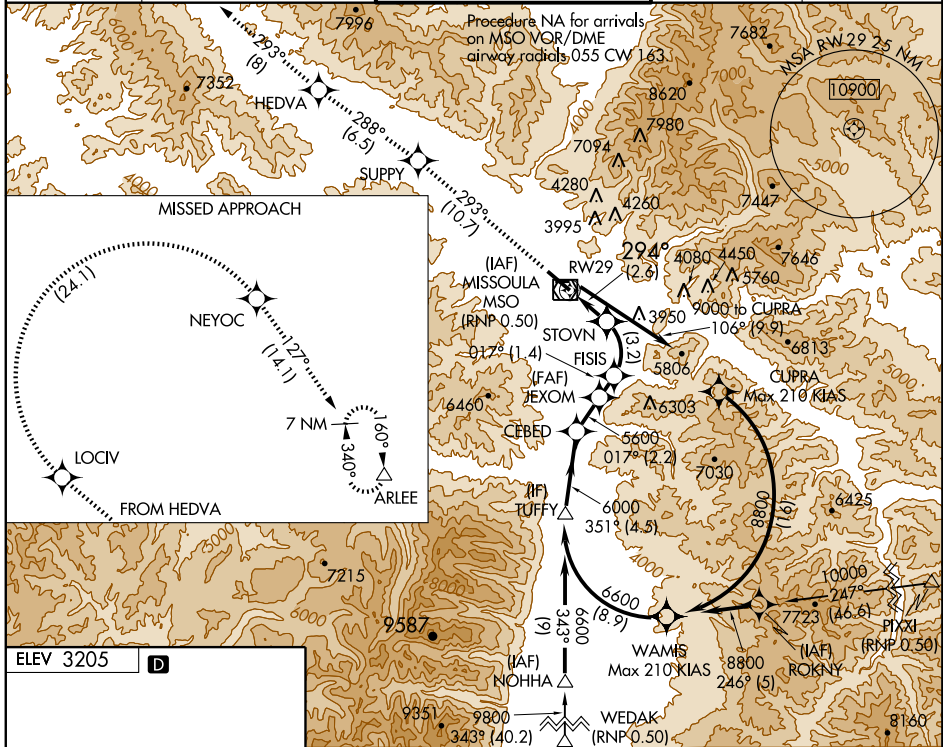 Procedure NA for arrivals
on MSO VOR/DME
airway radials 055 CW 163.
7996
7682
MSA RW29 25 NM
10900
293°
(8)
7352
HEDVA
7000
8620
7980
288°
(6.5)
7094
SUPPY
5000
4000
4280
4260
3995
7447
MISSED APPROACH
293°
(10.7)
294°
(2.6)
RW29
4080
4450
5760
7646
(IAF)
MISSOULA
MSO
(RNP 0.50)
9000 to CUPRA
106° (9.9)
3950
(24.1)
NEYOC
127°
(14.1)
STOVN
(3.2)
017° (1.4)
FISIS
5806
6813
CUPRA
Max 210 KIAS
(FAF)
JEXOM
6460
6303
7 NM
160°
340°
CEBED
5600
017° (2.2)
7030
LOCIV
ARLEE
FROM HEDVA
(IF)
TUFFY
6000
351° (4.5)
8800
(16)
6425
5000
7215
8000
10000
247°
(46.6)
6600
(8.9)
7723
PIXXI
(RNP 0.50)
6600
343°
(9)
9587
WAMIS
Max 210 KIAS
8800
246° (5)
(IAF)
ROKNY
ELEV 3205
D
(IAF)
NOHHA
9351
9800
343° (40.2)
WEDAK
(RNP 0.50)
8160